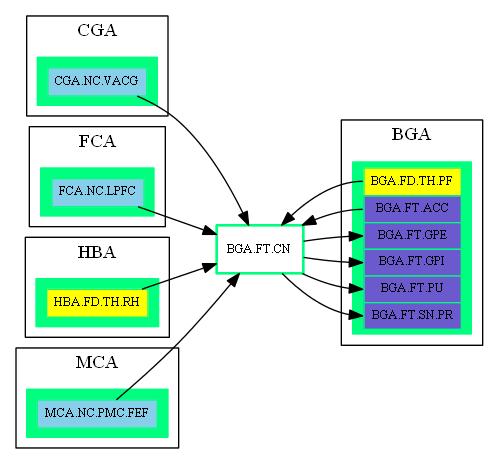 CGA
CGA.NC.VACG
FCA
FCA.NC.LPFC
HBA
HBA.FD.TH.RH
MCA
MCA.NC.PMC.FEF
BGA.FT.CN
BGA
BGA.FD.TH.PF
BGA.FT.ACC
BGA.FT.GPE
BGA.FT.GPI
BGA.FT.PU
BGA.FT.SN.PR